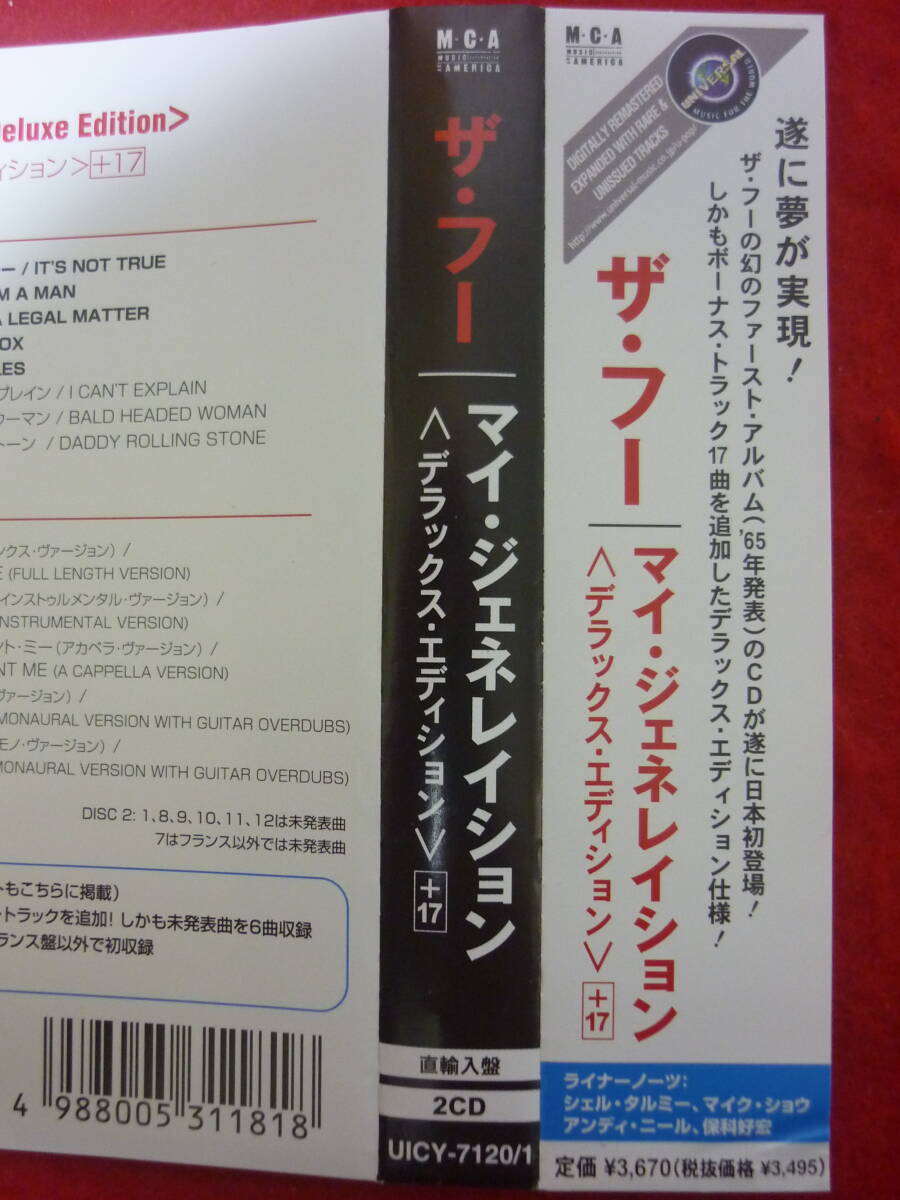 Deluxe Edition>
ィション>+17
ー / IT'S NOT TRUE
M A MAN
A LEGAL MATTER
OX
LES
プレイン / I CAN'T EXPLAIN
ウーマン / BALD HEADED WOMAN
トーン / DADDY ROLLING STONE
ンクス・ヴァージョン) /
E (FULL LENGTH VERSION)
インストゥルメンタル・ヴァージョン) /
NSTRUMENTAL VERSION)
ント・ミー(アカペラ・ヴァージョン) /
NT ME (A CAPPELLA VERSION)
ヴァージョン) /
MONAURAL VERSION WITH GUITAR OVERDUBS)
モノ・ヴァージョン) /
MONAURAL VERSION WITH GUITAR OVERDUBS)
DISC 2: 1,8,9,10,11,12は未発表曲
7はフランス以外では未発表曲
トもこちらに掲載)
・トラックを追加! しかも未発表曲を6曲収録
ランス盤以外で初収録
4 988005 311818
M・C・A
MUSIC CORPORATION
OF AMERICA
ザ・フー
マイ・ジェネレイション
<デラックス・エディション>+17
直輸入盤
2CD
UICY-7120/1
M・C・A
MUSIC CORPORATION
OF AMERICA
UNIVERSAL
MUSIC FOR THE WORLD
DIGITALLY REMASTERED
EXPANDED WITH RARE &
UNISSUED TRACKS
http://www.universal-music.co.jp/u-pop/
遂に夢が実現!
ザ・フーの幻のファースト・アルバム('65年発表)のCDが遂に日本初登場!
しかもボーナス・トラック17曲を追加したデラックス・エディション仕様!
ザ・フー
マイ・ジェネレイション
<デラックス・エディション>+17
ライナーノーツ:
シェル・タルミー、マイク・ショウ
アンディ・ニール、保科好宏
定価 ¥3,670(税抜価格 ¥3,495)